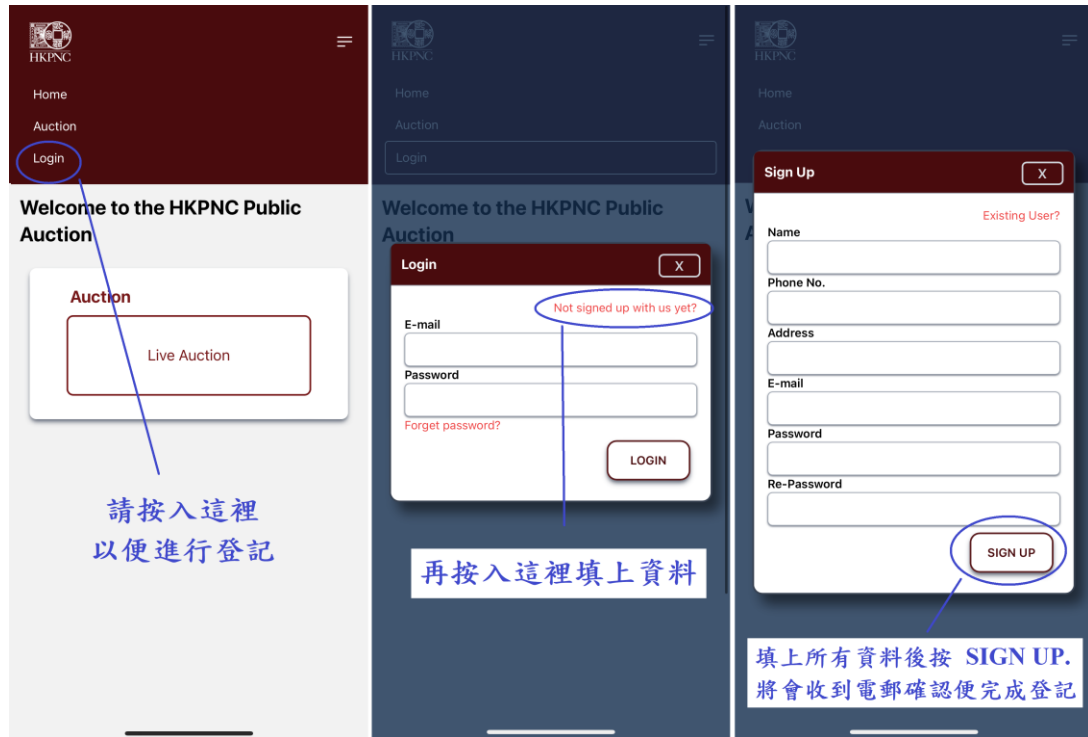 HKPNC
Home
Auction
Login
Welcome to the HKPNC Public
Auction
Auction
Live Auction
請按入這裡
以便進行登記
HKPNC
Home
Auction
Login
Welcome to the HKPNC Public
Auction
Login
X
Not signed up with us yet?
E-mail
Password
Forget password?
LOGIN
再按入這裡填上資料
HKPNC
Home
Auction
Sign Up
X
Existing User?
Name
Phone No.
Address
E-mail
Password
Re-Password
SIGN UP
填上所有資料後按 SIGN UP.
將會收到電郵確認便完成登記